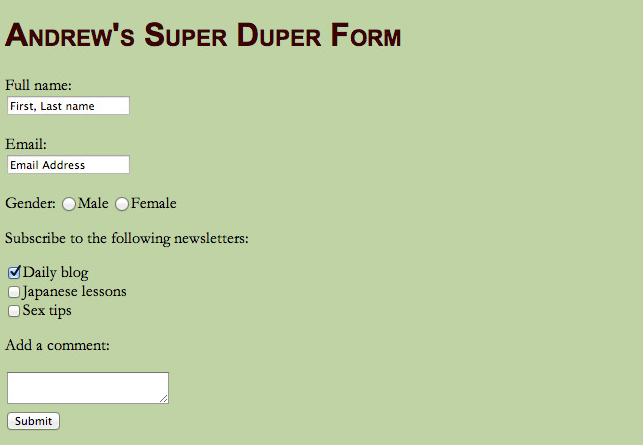 Andrew's Super Duper Form
Full name:
First, Last name
Email:
Email Address
Gender: Male Female
Subscribe to the following newsletters:
Daily blog
Japanese lessons
Sex tips
Add a comment:
Submit